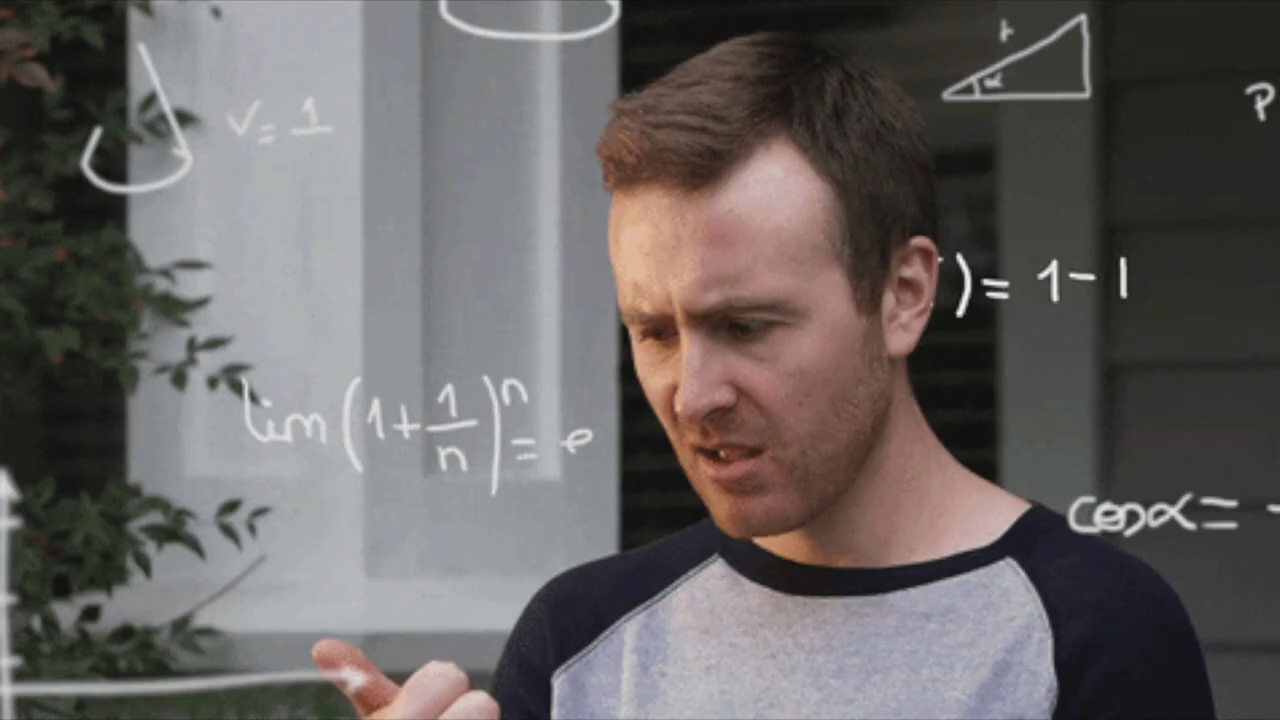 r
α
P
V = 1
) = 1 - 1
lim (1 + 1/n)^n = e
cos α =